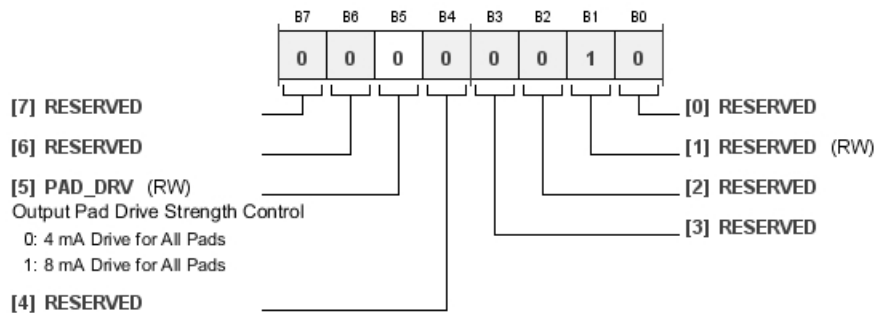 B7 B6 B5 B4 B3 B2 B1 B0
0 0 0 0 0 0 1 0
[7] RESERVED
[6] RESERVED
[5] PAD_DRV (RW)
Output Pad Drive Strength Control
0: 4 mA Drive for All Pads
1: 8 mA Drive for All Pads
[4] RESERVED
[0] RESERVED
[1] RESERVED (RW)
[2] RESERVED
[3] RESERVED